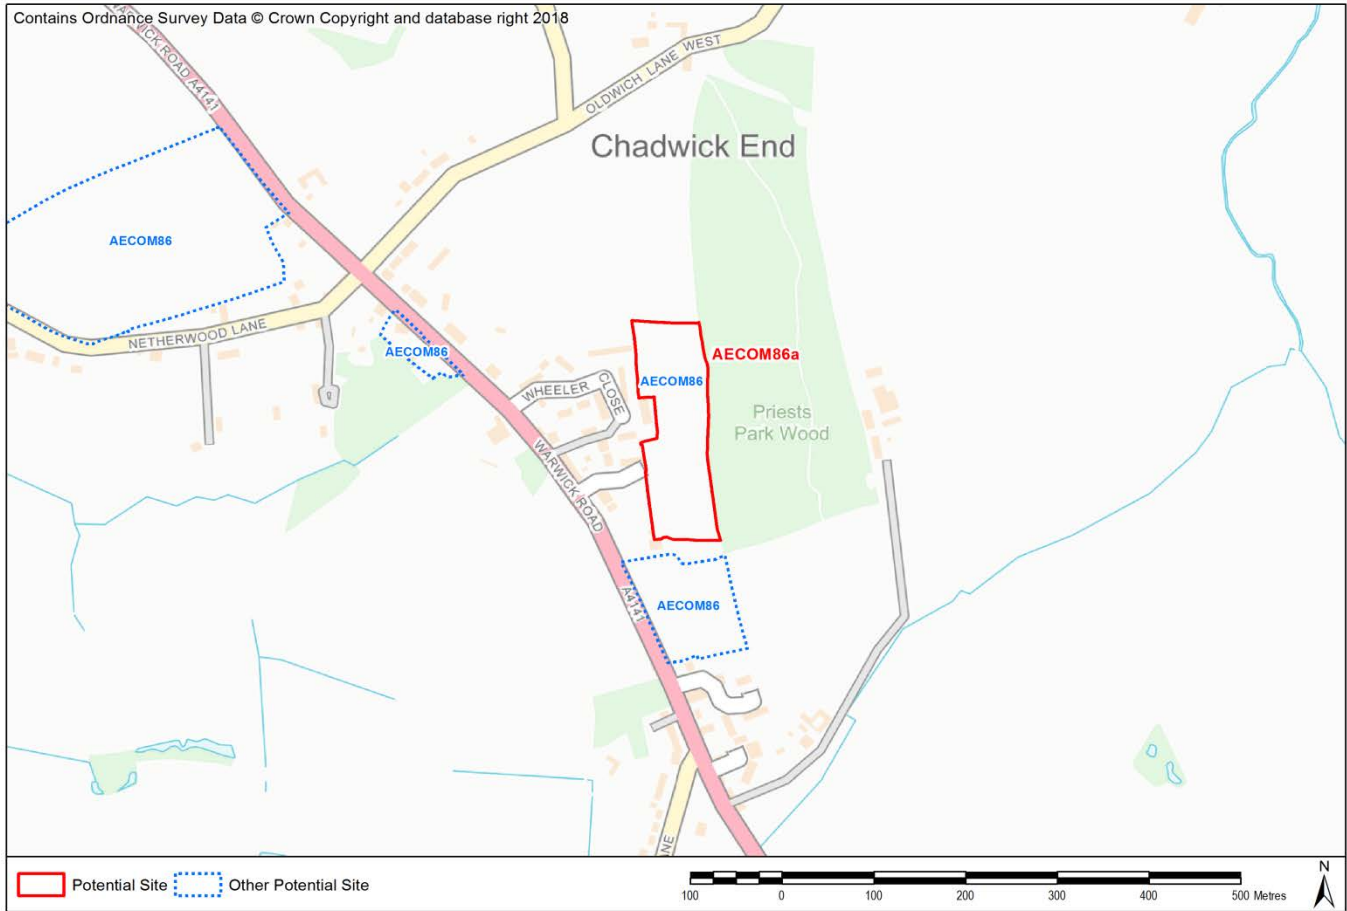 Contains Ordnance Survey Data © Crown Copyright and database right 2018
WARWICK ROAD A4141
OLDWICH LANE WEST
Chadwick End
AECOM86
NETHERWOOD LANE
AECOM86
AECOM86a
AECOM86
WHEELER CLOSE
Priests
Park Wood
WARWICK ROAD
A4141
AECOM86
Potential Site
Other Potential Site
100 0 100 200 300 400 500 Metres
N